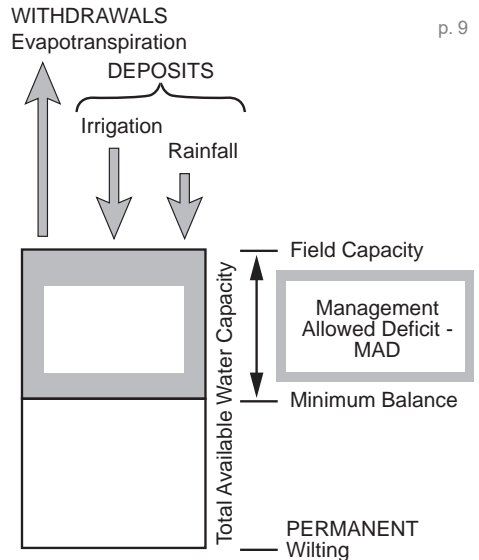 WITHDRAWALS
Evapotranspiration
p. 9
DEPOSITS
Irrigation
Rainfall
Total Available Water Capacity
Field Capacity
Management
Allowed Deficit -
MAD
Minimum Balance
PERMANENT
Wilting